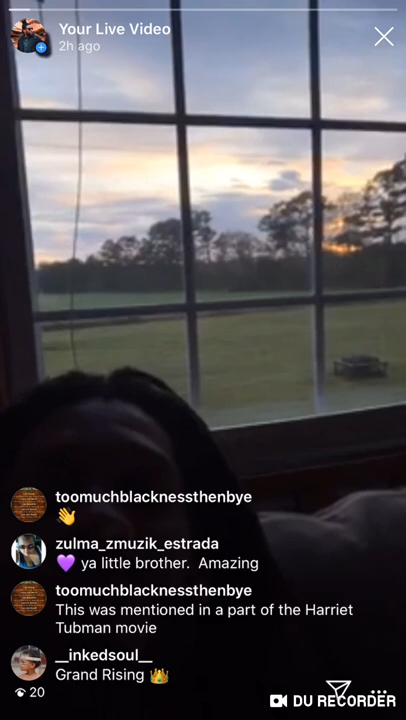 Your Live Video
2h ago
toomuchblacknessthenbye
👋
zulma_zmuzik_estrada
💜 ya little brother.  Amazing
toomuchblacknessthenbye
This was mentioned in a part of the Harriet
Tubman movie
__inkedsoul__
Grand Rising 👑
20
DU RECORDER